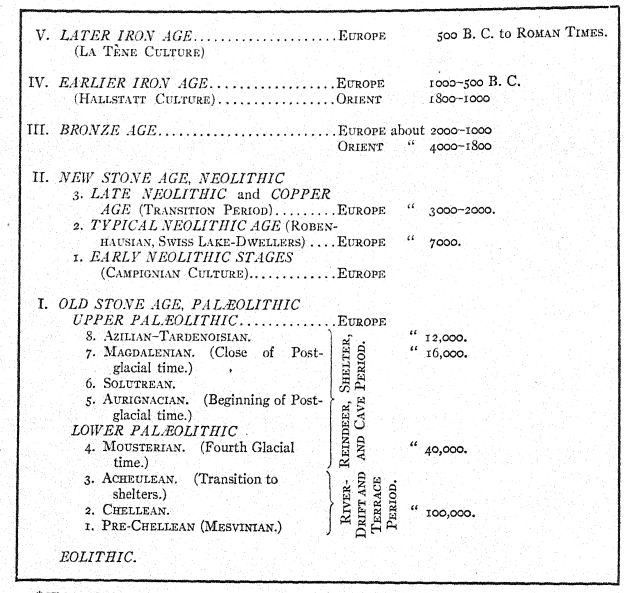 V. LATER IRON AGE........................EUROPE 500 B. C. to ROMAN TIMES.
(LA TÈNE CULTURE)
IV. EARLIER IRON AGE.................EUROPE 1000–500 B. C.
(HALLSTATT CULTURE)................ORIENT 1800–1000
III. BRONZE AGE..........................EUROPE about 2000–1000
ORIENT “ 4000–1800
II. NEW STONE AGE, NEOLITHIC
3. LATE NEOLITHIC and COPPER
AGE (TRANSITION PERIOD).........EUROPE “ 3000–2000.
2. TYPICAL NEOLITHIC AGE (ROBEN-
HAUSIAN, SWISS LAKE-DWELLERS) ....EUROPE “ 7000.
1. EARLY NEOLITHIC STAGES
(CAMPIGNIAN CULTURE)............EUROPE
I. OLD STONE AGE, PALÆOLITHIC
UPPER PALÆOLITHIC..............EUROPE
8. AZILIAN-TARDENOISIAN. “ 12,000.
7. MAGDALENIAN. (Close of Post- “ 16,000.
glacial time.)
6. SOLUTREAN.
5. AURIGNACIAN. (Beginning of Post-
glacial time.)
LOWER PALÆOLITHIC
4. MOUSTERIAN. (Fourth Glacial “ 40,000.
time.)
REINDEER, SHELTER,
AND CAVE PERIOD.
3. ACHEULEAN. (Transition to
shelters.)
2. CHELLEAN. “ 100,000.
1. PRE-CHELLEAN (MESVINIAN.)
RIVER-
DRIFT AND
TERRACE
PERIOD.
EOLITHIC.